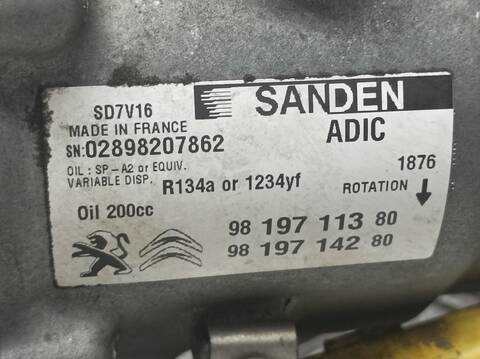 SD7V16
SANDEN
MADE IN FRANCE
ADIC
SN:02898207862
OIL : SP-A2 or EQUIV.
VARIABLE DISP.
R134a or 1234yf
1876
ROTATION
Oil 200cc
98 197 113 80
98 197 142 80